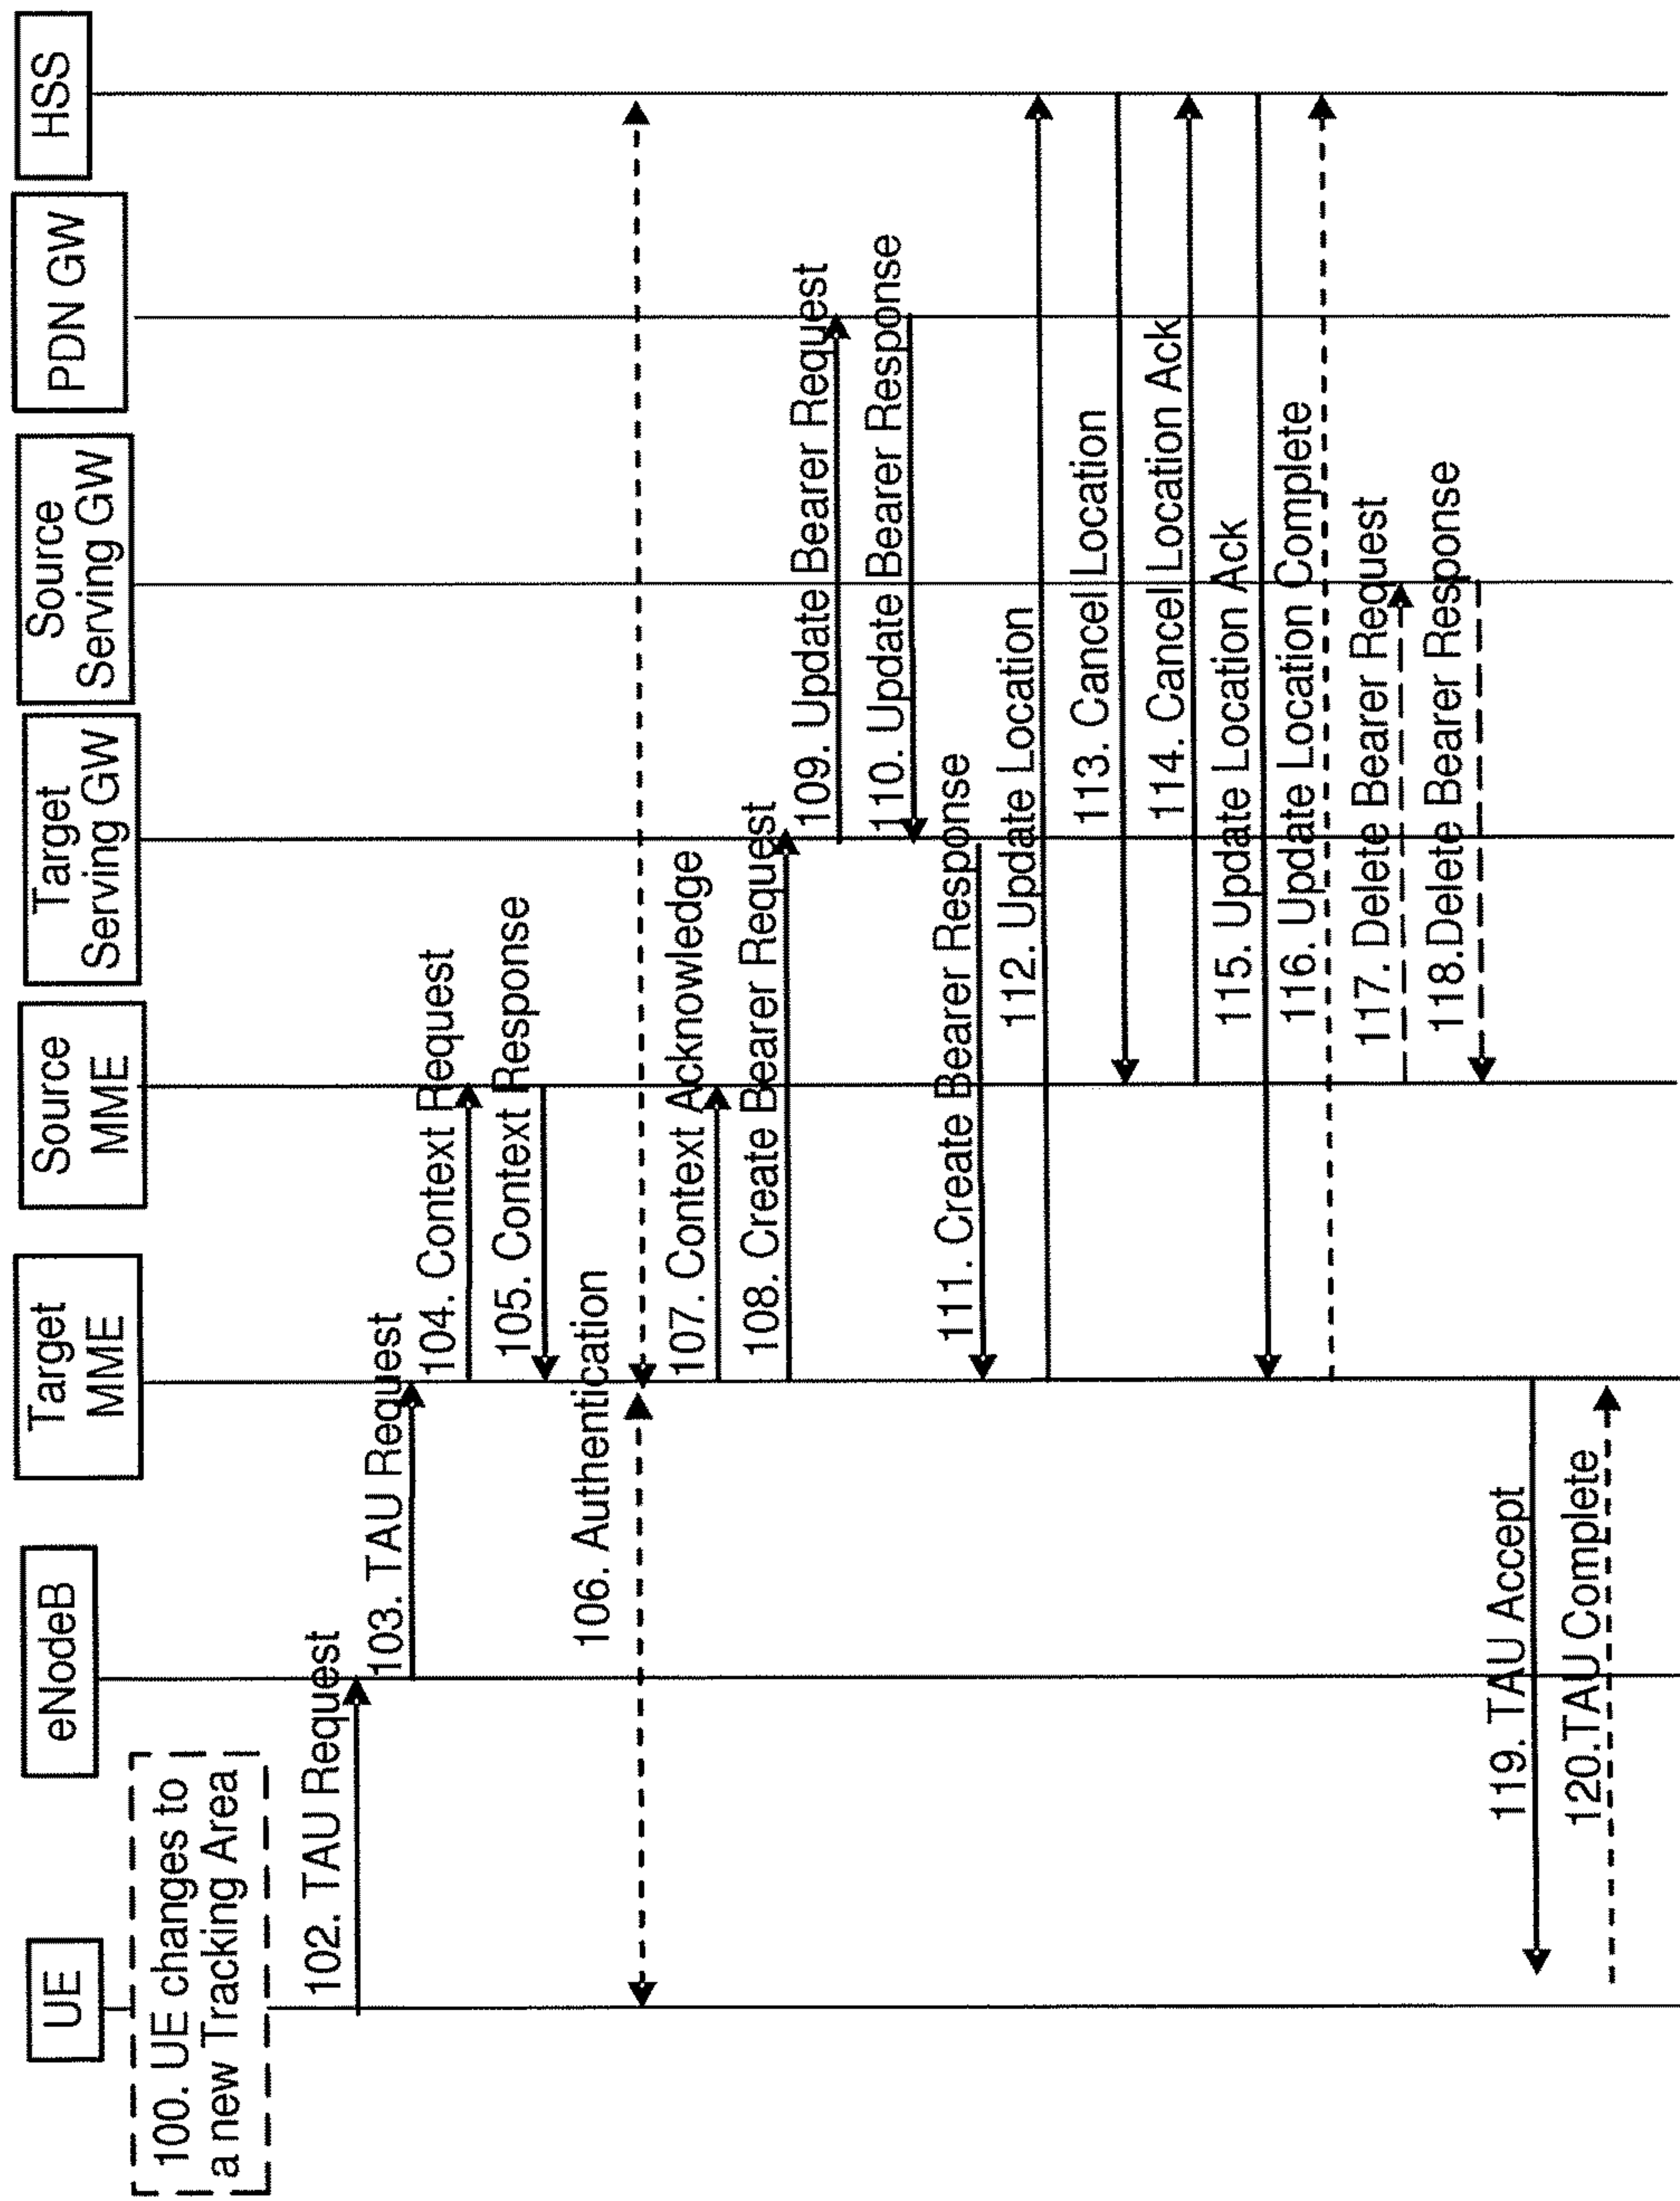 UE
eNodeB
Target
MME
Source
MME
Target
Serving GW
Source
Serving GW
PDN GW
HSS
100. UE changes to
a new Tracking Area
102. TAU Request
103. TAU Request
104. Context Request
105. Context Response
106. Authentication
107. Context Acknowledge
108. Create Bearer Request
109. Update Bearer Request
110. Update Bearer Response
111. Create Bearer Response
112. Update Location
113. Cancel Location
114. Cancel Location Ack
115. Update Location Ack
116. Update Location Complete
117. Delete Bearer Request
118.Delete Bearer Response
119. TAU Accept
120.TAU Complete